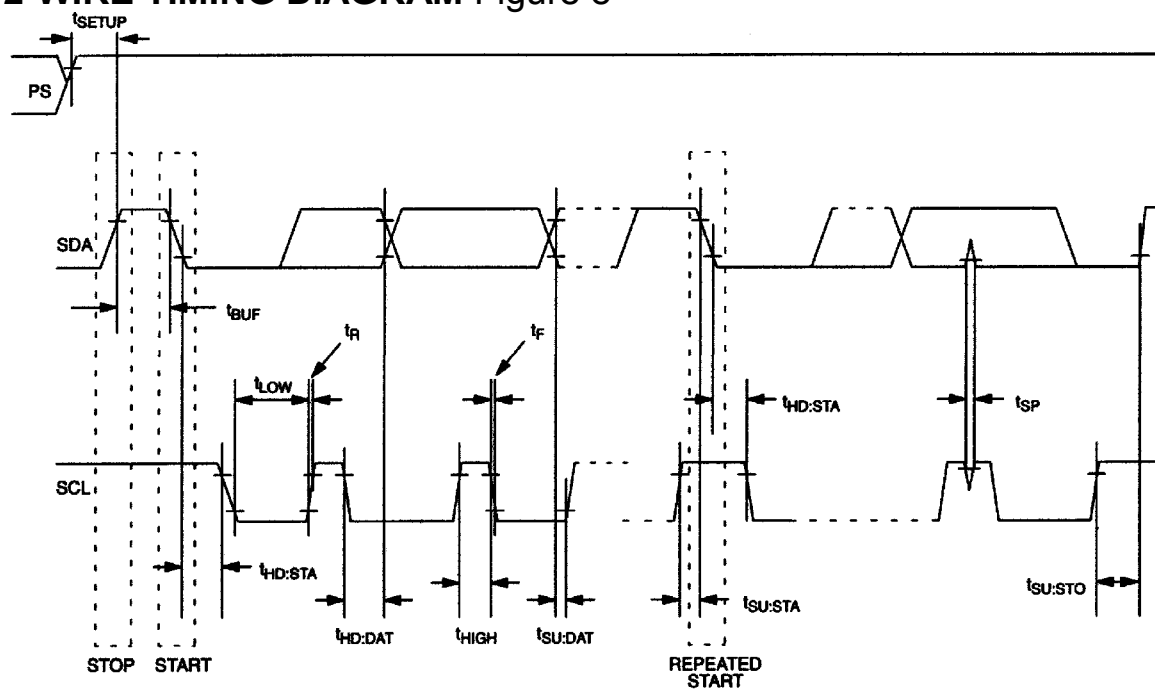 2-WIRE TIMING DIAGRAM Figure
tSETUP
PS
SDA
tBUF
tR
tF
tLOW
tHD:STA
tSP
SCL
tHD:STA
tHD:DAT
tHIGH
tSU:DAT
tSU:STA
tSU:STO
STOP
START
REPEATED
START